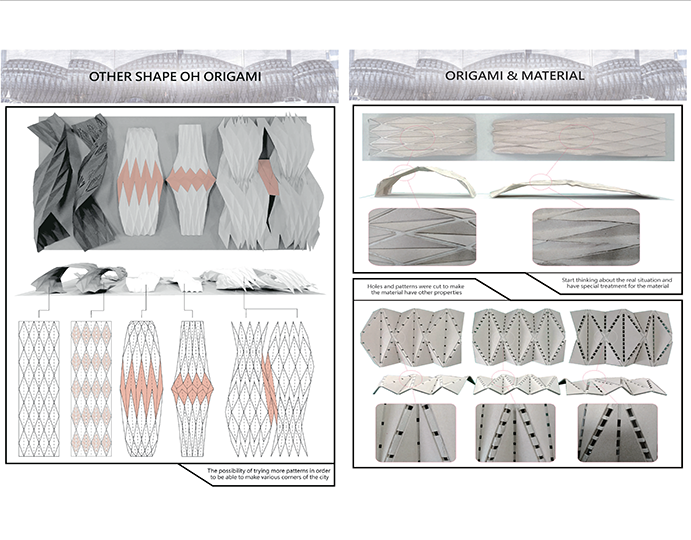 OTHER SHAPE OH ORIGAMI
The possibility of trying more patterns in order
to be able to make various corners of the city
ORIGAMI & MATERIAL
Start thinking about the real situation and
have special treatment for the material
Holes and patterns were cut to make
the material have other properties